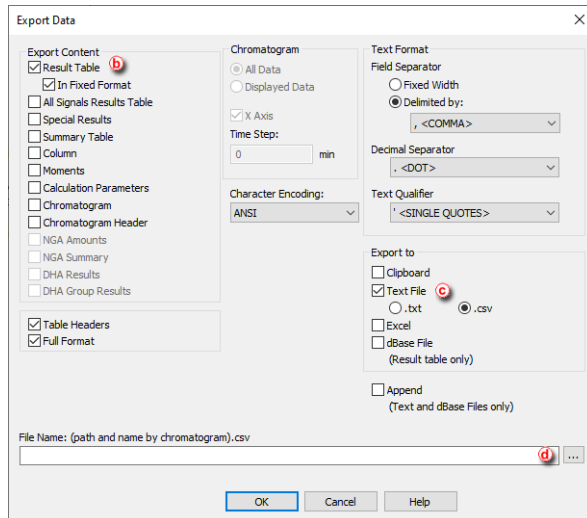 Export Data
Export Content
Result Table
b
In Fixed Format
All Signals Results Table
Special Results
Summary Table
Column
Moments
Calculation Parameters
Chromatogram
Chromatogram Header
NGA Amounts
NGA Summary
DHA Results
DHA Group Results
Table Headers
Full Format
Chromatogram
All Data
Displayed Data
X Axis
Time Step:
0 min
Character Encoding:
ANSI
Text Format
Field Separator
Fixed Width
Delimited by:
, <COMMA>
Decimal Separator
. <DOT>
Text Qualifier
' <SINGLE QUOTES>
Export to
Clipboard
Text File
c
.txt .csv
Excel
dBase File
(Result table only)
Append
(Text and dBase Files only)
File Name: (path and name by chromatogram).csv
d
...
OK Cancel Help